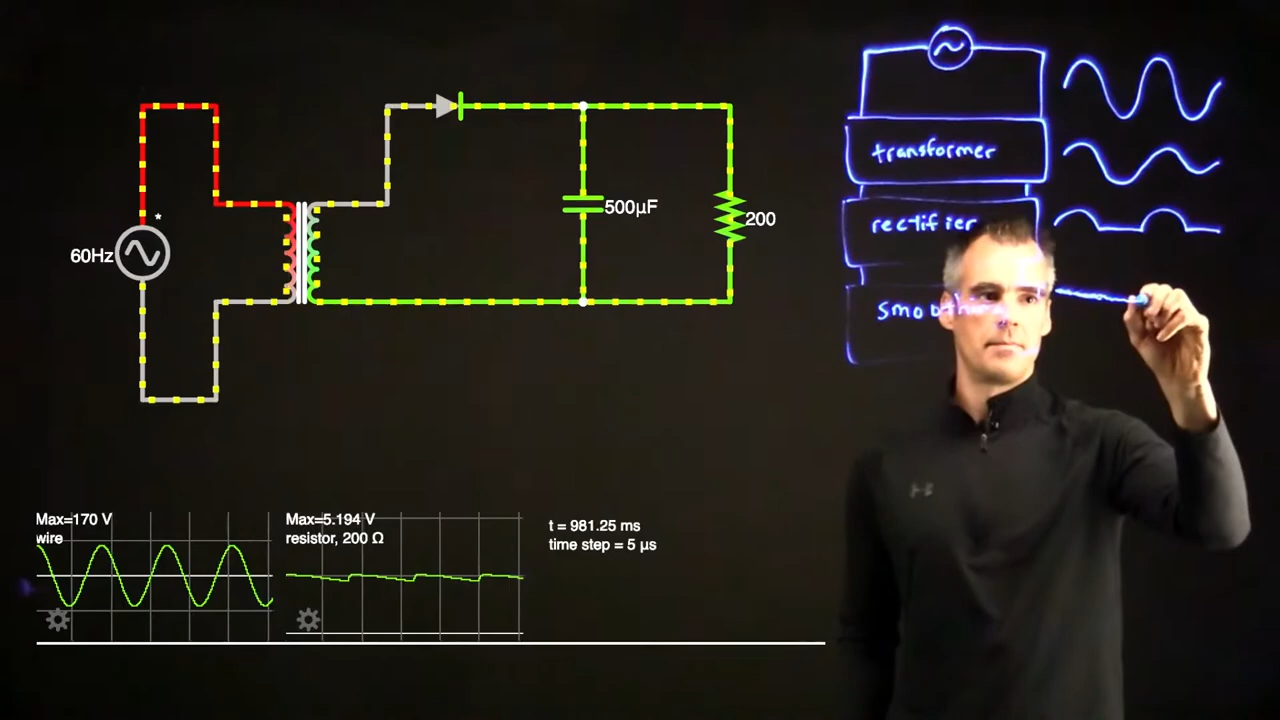 60Hz
*
500µF
200
transformer
rectifier
smoothing
Max=170 V
wire
Max=5.194 V
resistor, 200 Ω
t = 981.25 ms
time step = 5 µs